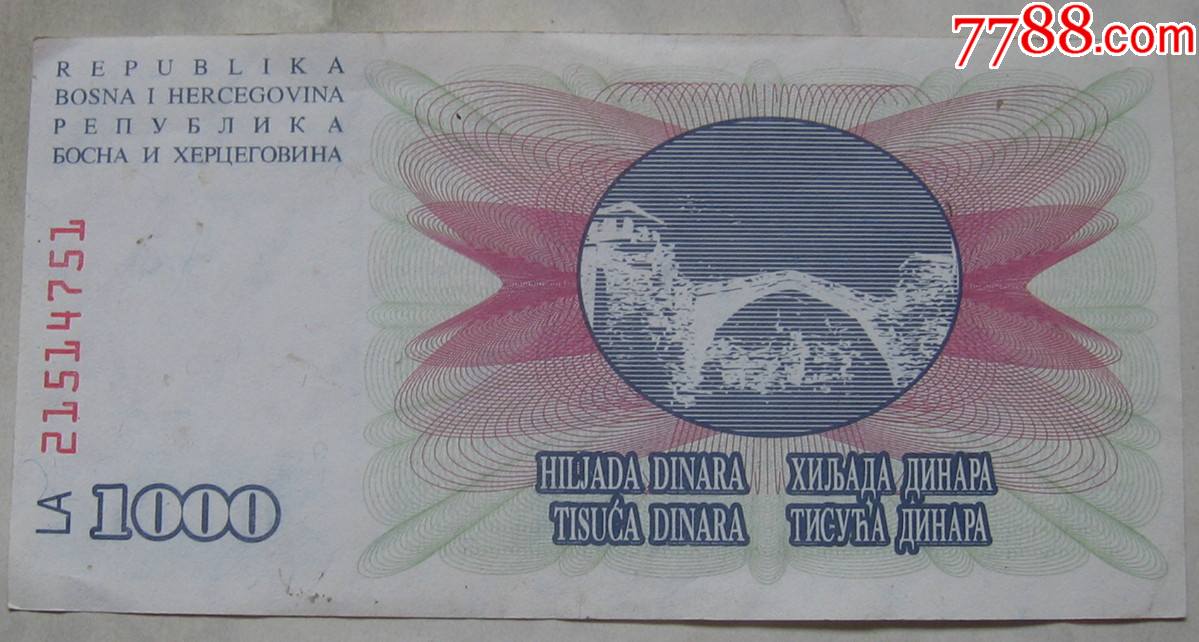 7788.com
REPUBLIKA
BOSNA I HERCEGOVINA
РЕПУБЛИКА
БОСНА И ХЕРЦЕГОВИНА
LA 21514751
1000
HILJADA DINARA ХИЉАДА ДИНАРА
TISUĆA DINARA ТИСУЋА ДИНАРА